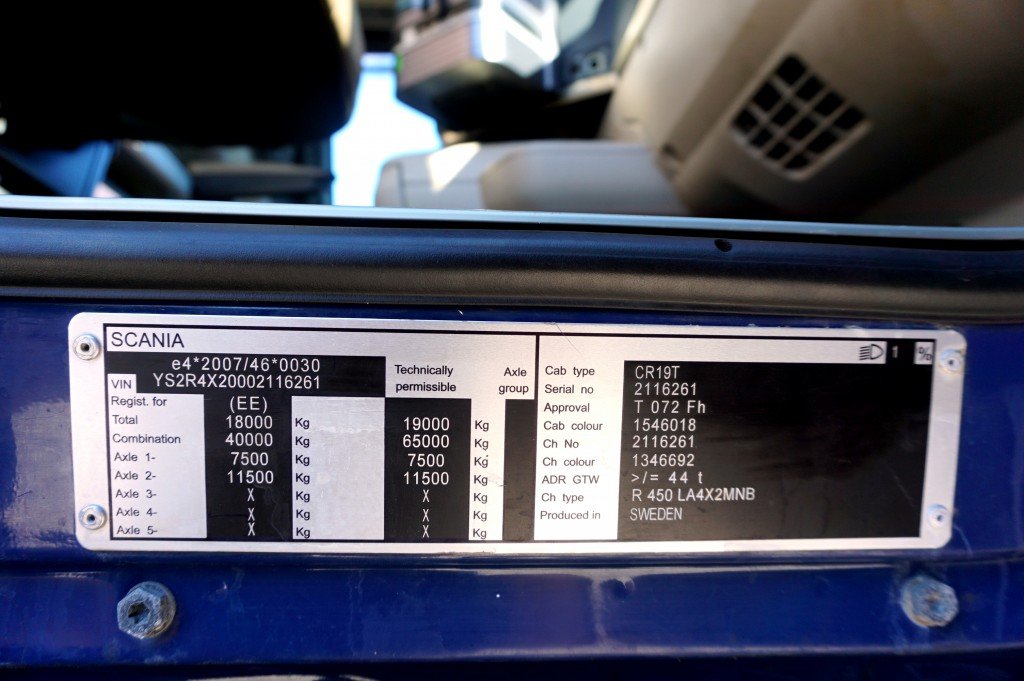 SCANIA
e4*2007/46*0030
VIN YS2R4X20002116261
Technically permissible
Axle group
Regist. for (EE)
Total 18000 Kg 19000 Kg
Combination 40000 Kg 65000 Kg
Axle 1- 7500 Kg 7500 Kg
Axle 2- 11500 Kg 11500 Kg
Axle 3- X Kg X Kg
Axle 4- X Kg X Kg
Axle 5- X Kg X Kg
1 %
Cab type CR19T
Serial no 2116261
Approval T 072 Fh
Cab colour 1546018
Ch No 2116261
Ch colour 1346692
ADR GTW >/= 44 t
Ch type R 450 LA4X2MNB
Produced in SWEDEN